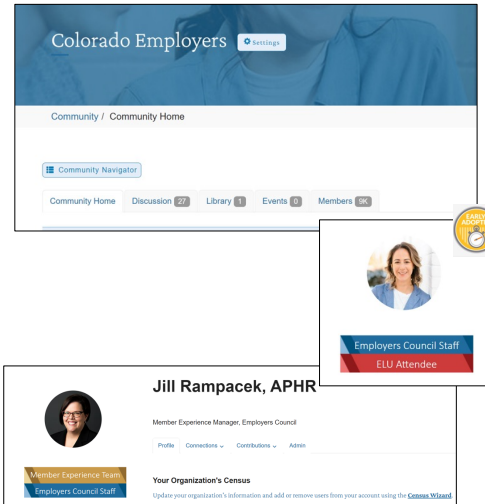 Colorado Employers Settings
Community / Community Home
Community Navigator
Community Home Discussion 27 Library 1 Events 0 Members 9K
EARLY
Employers Council Staff
ELU Attendee
Jill Rampacek, APHR
Member Experience Manager, Employers Council
Profile Connections Contributions Admin
Member Experience Team
Employers Council Staff
Your Organization's Census
Update your organization's information and add or remove users from your account using the Census Wizard